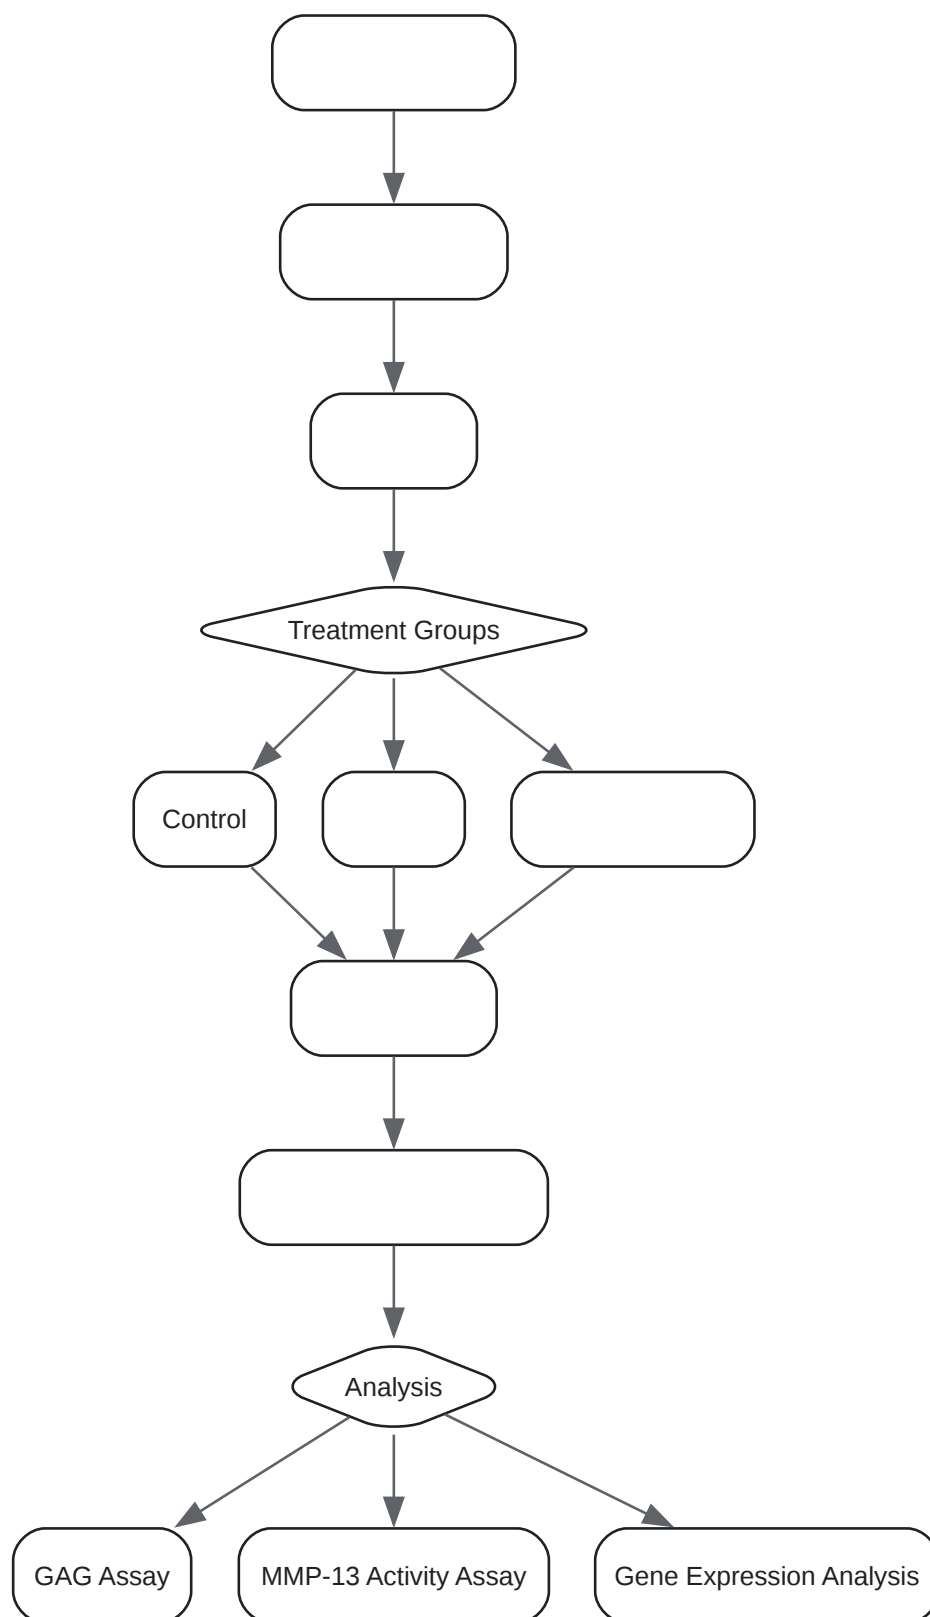 Treatment Groups
Control
Analysis
GAG Assay
MMP-13 Activity Assay
Gene Expression Analysis